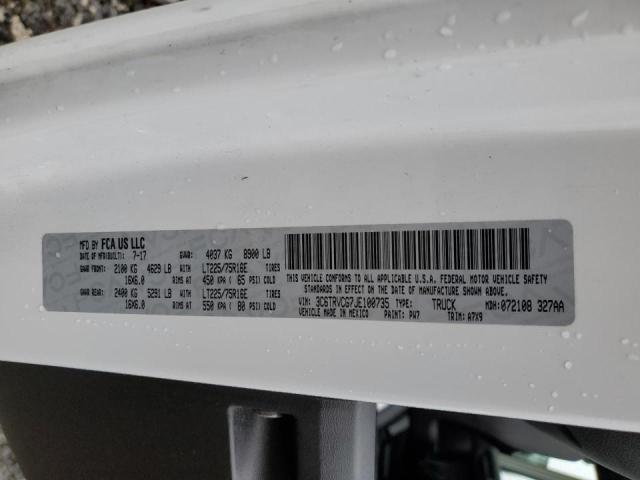 MFD BY FCA US LLC
DATE OF MFR(BUILT): 7-17 GVWR: 4037 KG 8900 LB
GAWR FRONT: 2100 KG 4629 LB WITH LT225/75R16E TIRES
16X6.0 RIMS AT 450 KPA ( 65 PSI) COLD
GAWR REAR: 2400 KG 5291 LB WITH LT225/75R16E TIRES
16X6.0 RIMS AT 550 KPA ( 80 PSI) COLD
THIS VEHICLE CONFORMS TO ALL APPLICABLE U.S.A. FEDERAL MOTOR VEHICLE SAFETY
STANDARDS IN EFFECT ON THE DATE OF MANUFACTURE SHOWN ABOVE.
VIN: 3C6TRVCG7JE100735 TYPE: TRUCK MDH: 072108 327AA
VEHICLE MADE IN MEXICO PAINT: PW7 TRIM: A7X9